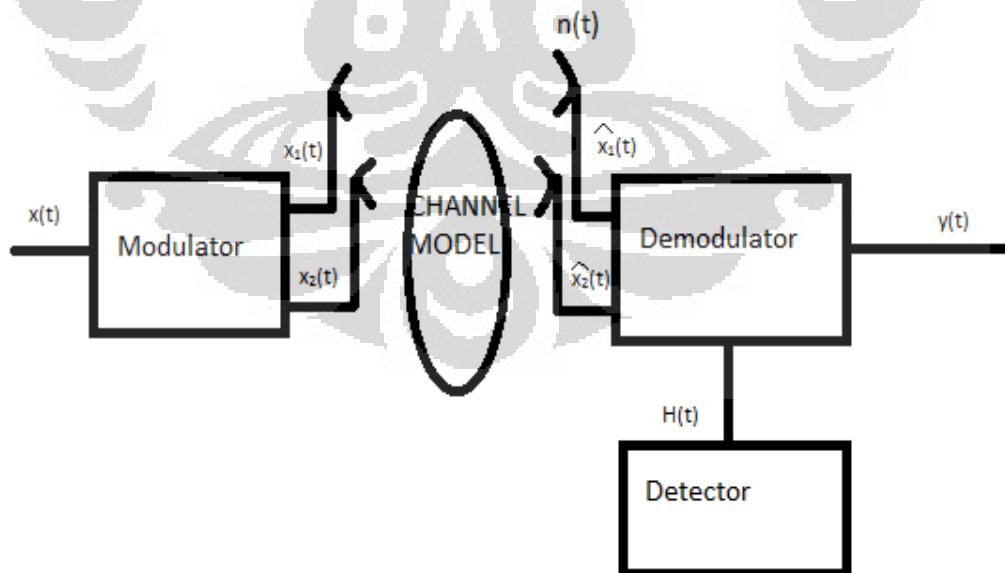 n(t)
x₁(t)
x̂₁(t)
x(t)
Modulator
CHANNEL
MODEL
Demodulator
y(t)
x₂(t)
x̂₂(t)
H(t)
Detector